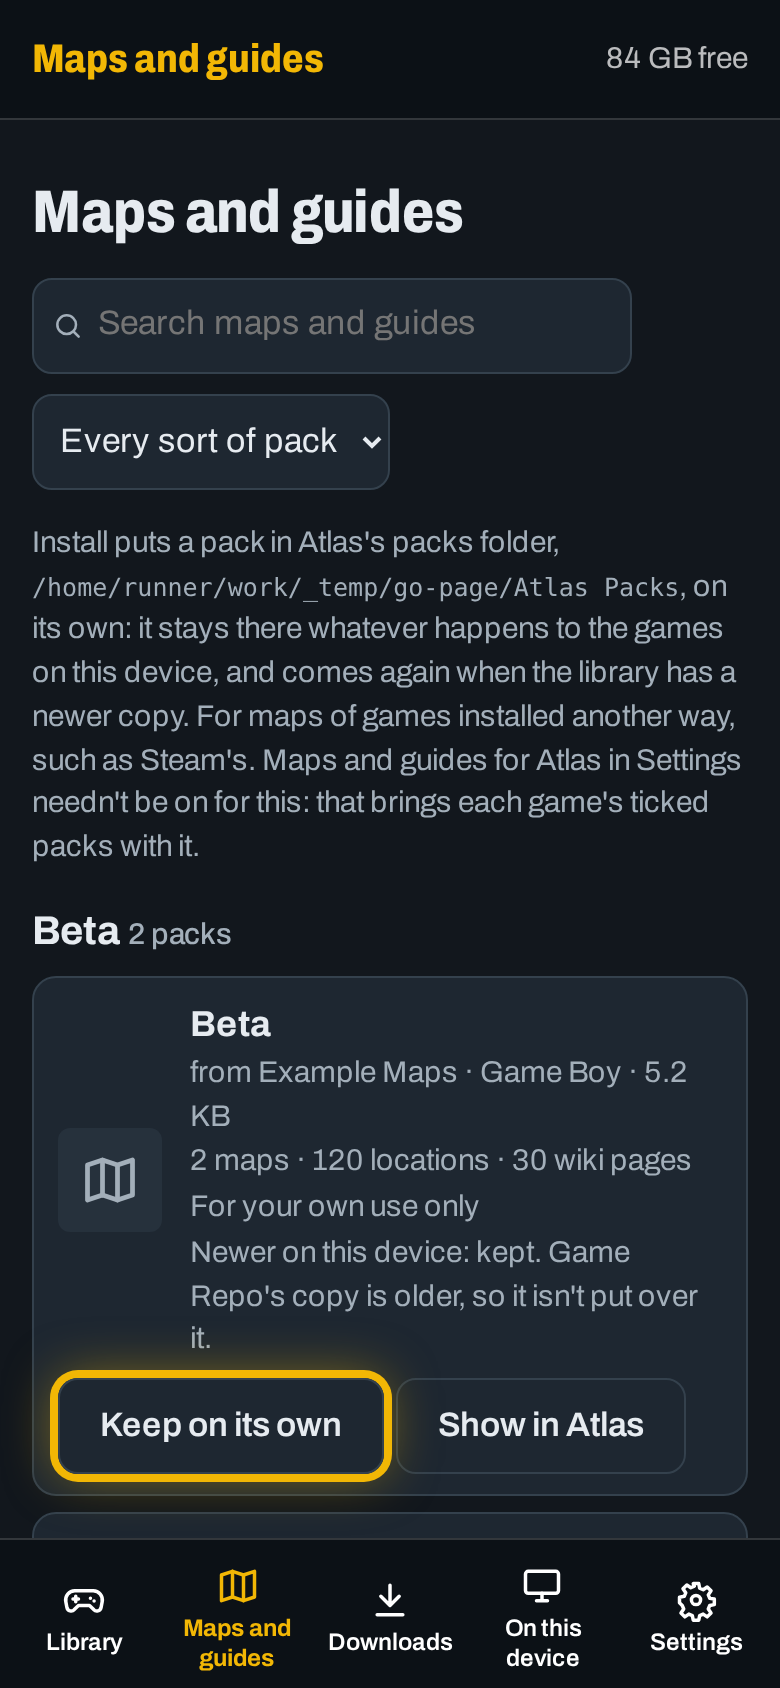 Maps and guides
84 GB free
Maps and guides
Search maps and guides
Every sort of pack
Install puts a pack in Atlas's packs folder,
/home/runner/work/_temp/go-page/Atlas Packs, on
its own: it stays there whatever happens to the games
on this device, and comes again when the library has a
newer copy. For maps of games installed another way,
such as Steam's. Maps and guides for Atlas in Settings
needn't be on for this: that brings each game's ticked
packs with it.
Beta 2 packs
Beta
from Example Maps · Game Boy · 5.2
KB
2 maps · 120 locations · 30 wiki pages
For your own use only
Newer on this device: kept. Game
Repo's copy is older, so it isn't put over
it.
Keep on its own
Show in Atlas
Library
Maps and
guides
Downloads
On this
device
Settings